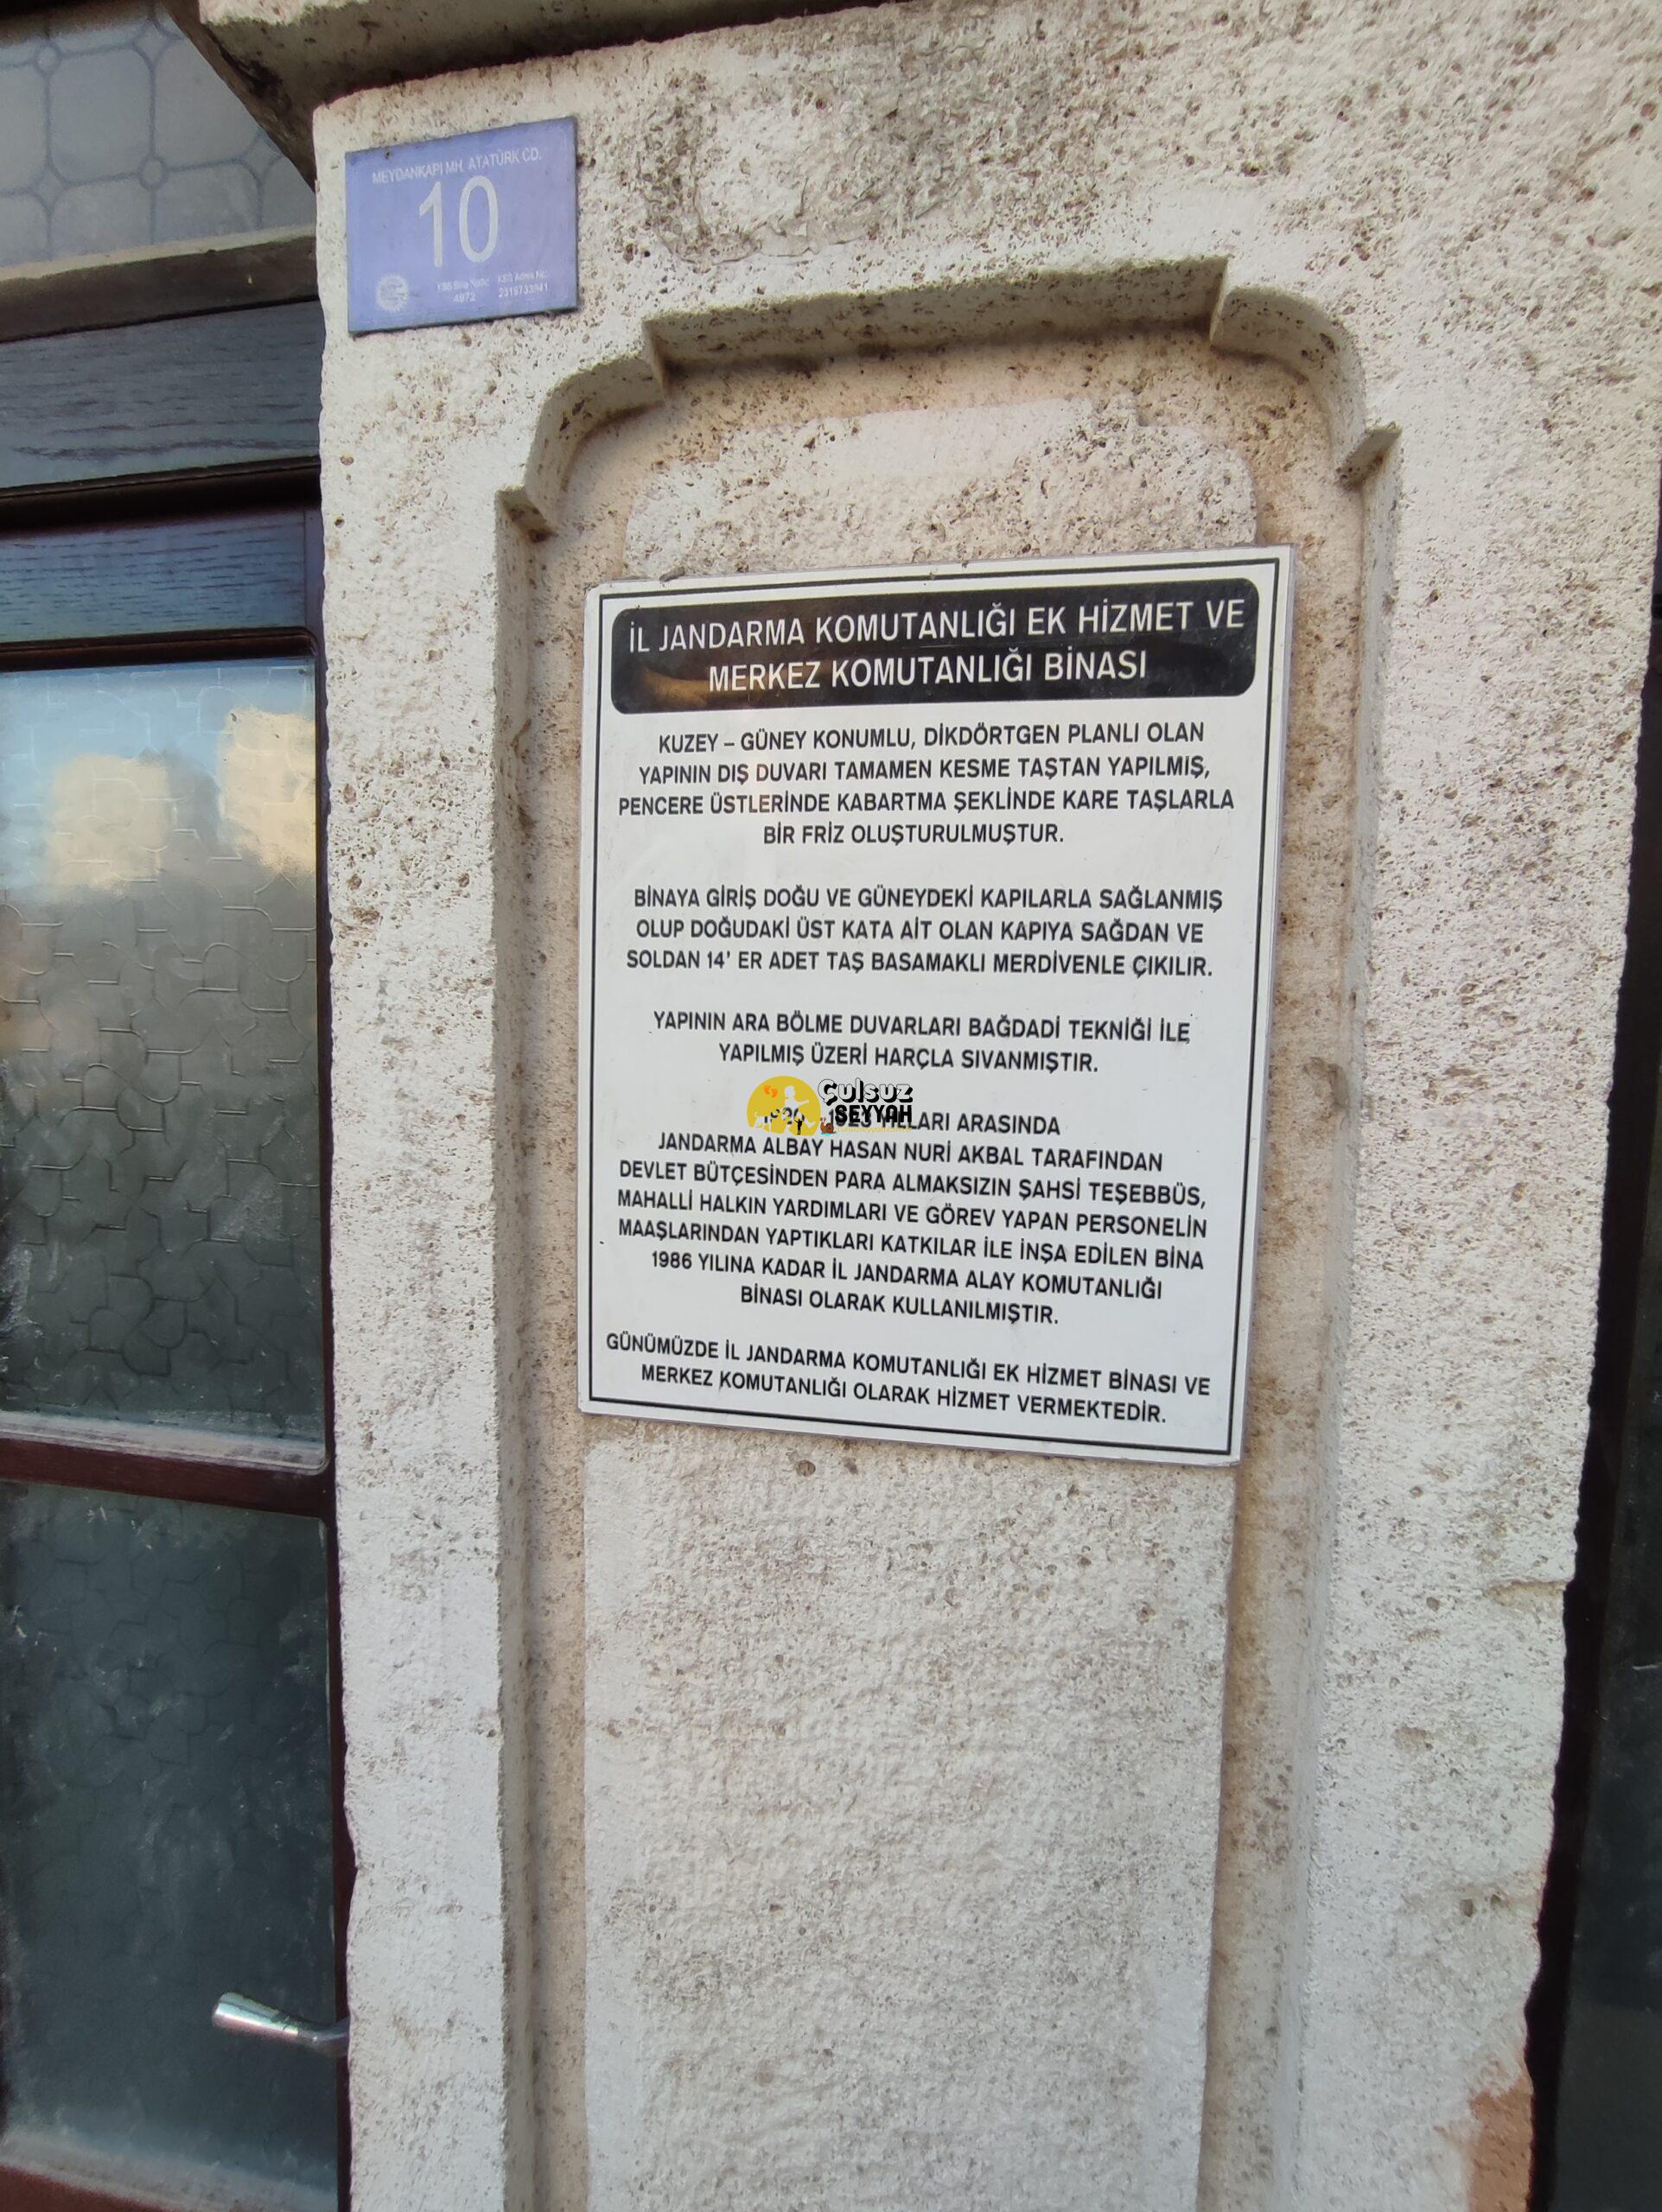 MEYDANKAPI MH. ATATÜRK CD.
10
4972
İL JANDARMA KOMUTANLIĞI EK HİZMET VE
MERKEZ KOMUTANLIĞI BİNASI
KUZEY – GÜNEY KONUMLU, DİKDÖRTGEN PLANLI OLAN
YAPININ DIŞ DUVARI TAMAMEN KESME TAŞTAN YAPILMIŞ,
PENCERE ÜSTLERİNDE KABARTMA ŞEKLİNDE KARE TAŞLARLA
BİR FRİZ OLUŞTURULMUŞTUR.
BİNAYA GİRİŞ DOĞU VE GÜNEYDEKİ KAPILARLA SAĞLANMIŞ
OLUP DOĞUDAKİ ÜST KATA AİT OLAN KAPIYA SAĞDAN VE
SOLDAN 14' ER ADET TAŞ BASAMAKLI MERDİVENLE ÇIKILIR.
YAPININ ARA BÖLME DUVARLARI BAĞDADİ TEKNİĞİ İLE
YAPILMIŞ ÜZERİ HARÇLA SIVANMIŞTIR.
Çulsuz
SEYYAH
YILLARI ARASINDA
JANDARMA ALBAY HASAN NURİ AKBAL TARAFINDAN
DEVLET BÜTÇESİNDEN PARA ALMAKSIZIN ŞAHSİ TEŞEBBÜS,
MAHALLİ HALKIN YARDIMLARI VE GÖREV YAPAN PERSONELİN
MAAŞLARINDAN YAPTIKLARI KATKILAR İLE İNŞA EDİLEN BİNA
1986 YILINA KADAR İL JANDARMA ALAY KOMUTANLIĞI
BİNASI OLARAK KULLANILMIŞTIR.
GÜNÜMÜZDE İL JANDARMA KOMUTANLIĞI EK HİZMET BİNASI VE
MERKEZ KOMUTANLIĞI OLARAK HİZMET VERMEKTEDİR.